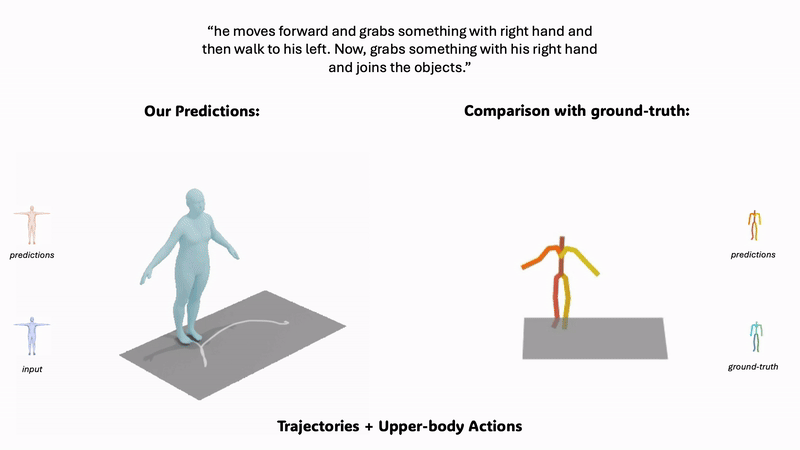 “he moves forward and grabs something with right hand and
then walk to his left. Now, grabs something with his right hand
and joins the objects.”
Our Predictions:
Comparison with ground-truth:
predictions
predictions
input
ground-truth
Trajectories + Upper-body Actions